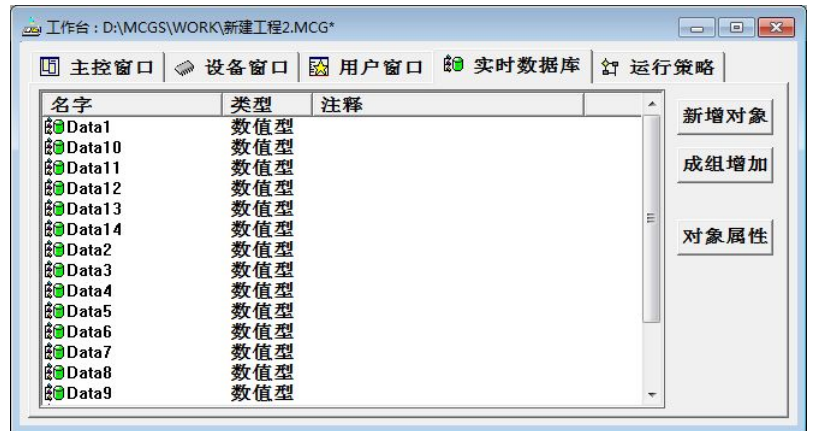 工作台 : D:\MCGS\WORK\新建工程2.MCG*
主控窗口 设备窗口 用户窗口 实时数据库 运行策略
名字 类型 注释
Data1 数值型
Data10 数值型
Data11 数值型
Data12 数值型
Data13 数值型
Data14 数值型
Data2 数值型
Data3 数值型
Data4 数值型
Data5 数值型
Data6 数值型
Data7 数值型
Data8 数值型
Data9 数值型
新增对象
成组增加
对象属性